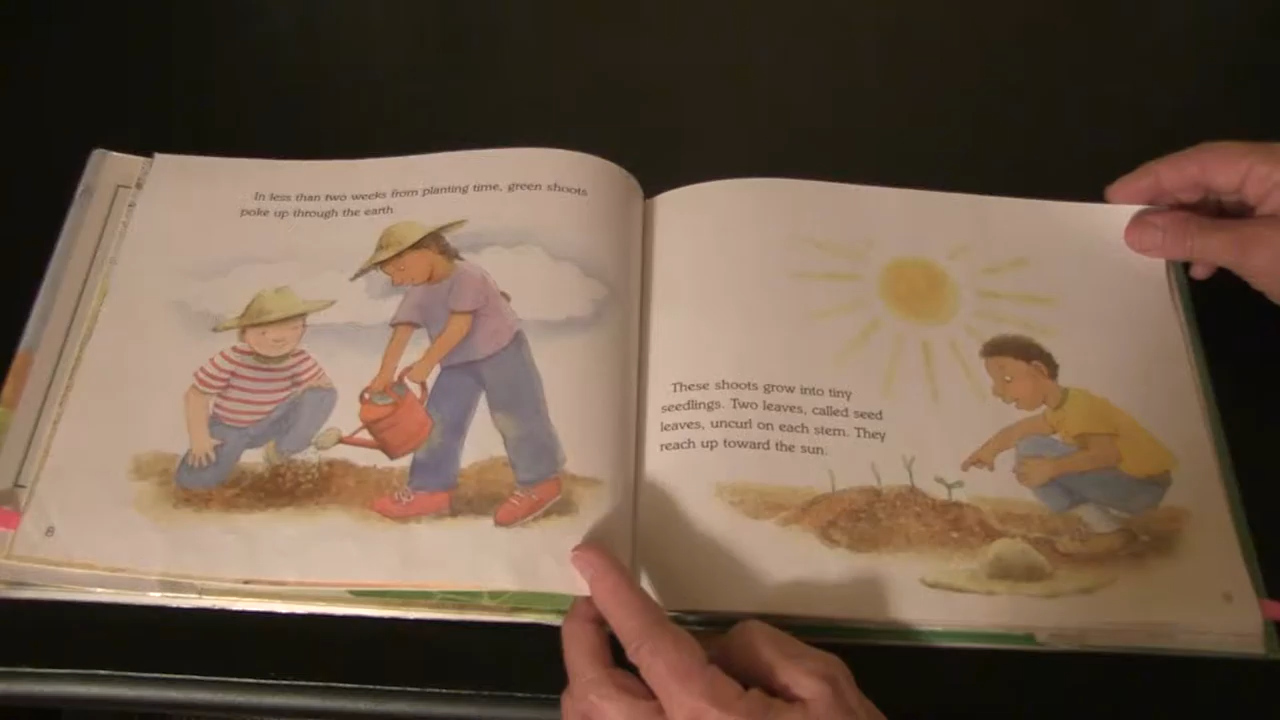 In less than two weeks from planting time, green shoots
poke up through the earth
8
These shoots grow into tiny
seedlings. Two leaves, called seed
leaves, uncurl on each stem. They
reach up toward the sun.